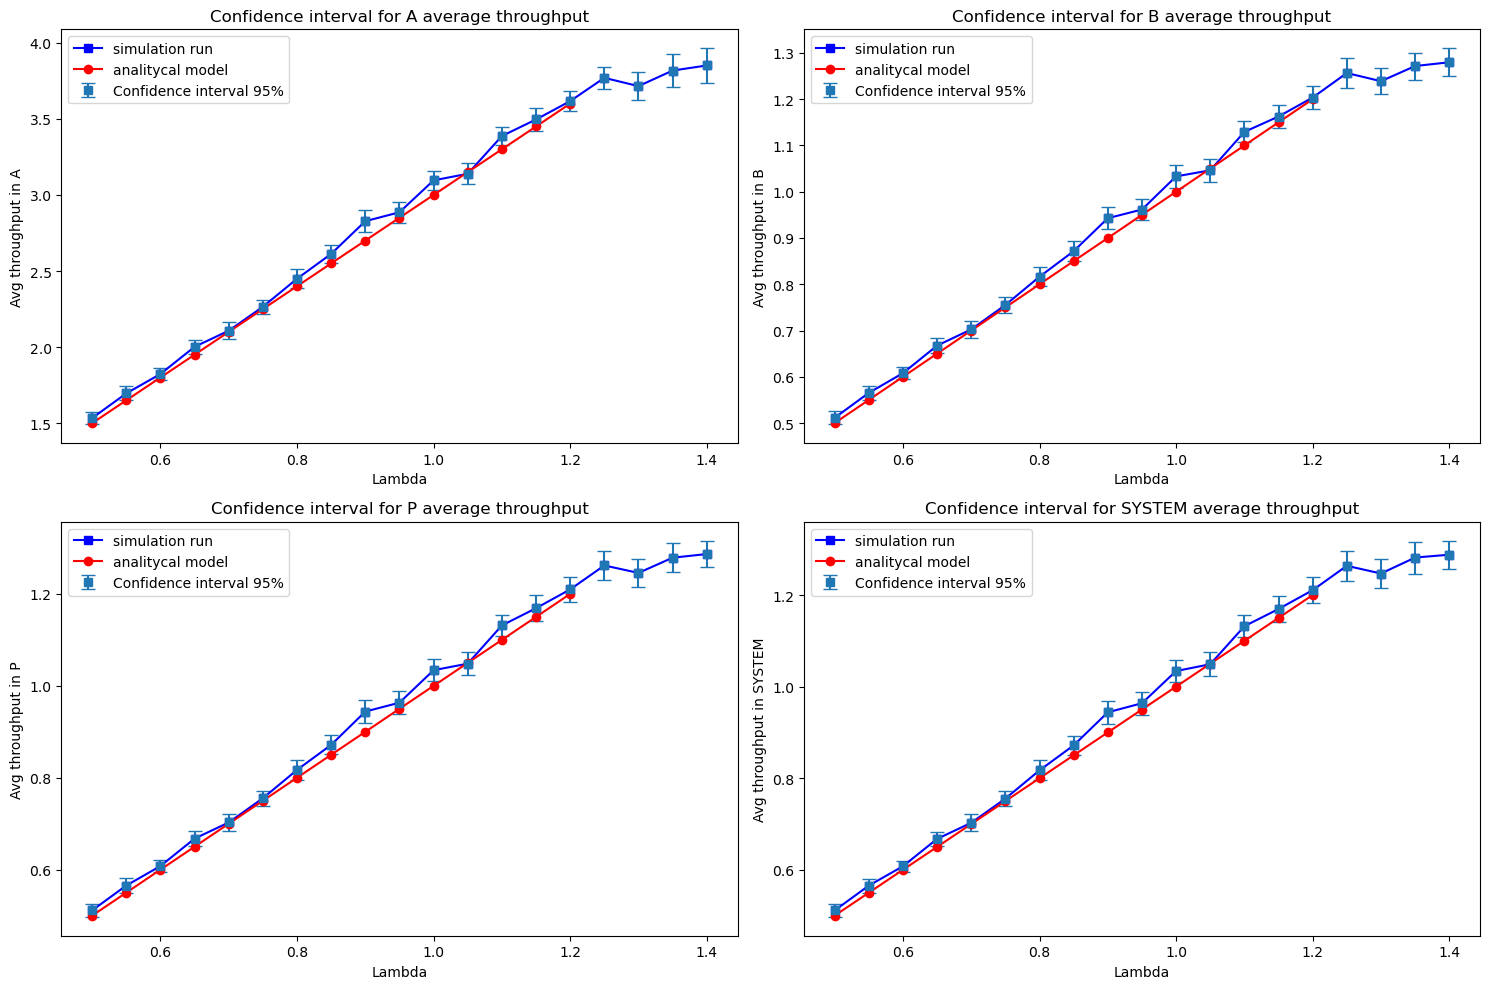 Confidence interval for A average throughput
simulation run
analitycal model
Confidence interval 95%
Avg throughput in A
4.0
3.5
3.0
2.5
2.0
1.5
0.6 0.8 1.0 1.2 1.4
Lambda
Confidence interval for B average throughput
simulation run
analitycal model
Confidence interval 95%
Avg throughput in B
1.3
1.2
1.1
1.0
0.9
0.8
0.7
0.6
0.5
0.6 0.8 1.0 1.2 1.4
Lambda
Confidence interval for P average throughput
simulation run
analitycal model
Confidence interval 95%
Avg throughput in P
1.2
1.0
0.8
0.6
0.6 0.8 1.0 1.2 1.4
Lambda
Confidence interval for SYSTEM average throughput
simulation run
analitycal model
Confidence interval 95%
Avg throughput in SYSTEM
1.2
1.0
0.8
0.6
0.6 0.8 1.0 1.2 1.4
Lambda